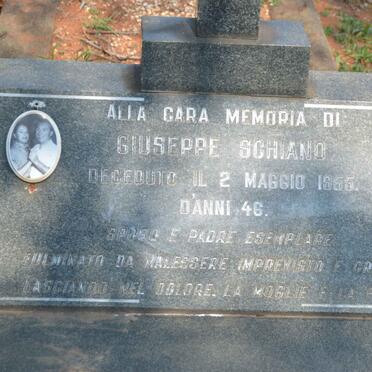 ALLA CARA MEMORIA DI
GIUSEPPE SCHIANO
DECEDUTO IL 2 MAGGIO 1955.
D'ANNI 46.
SPOSO E PADRE ESEMPLARE
FULMINATO DA MALESSERE IMPREVISTO E
LASCIANDO NEL DOLORE, LA MOGLIE E LA